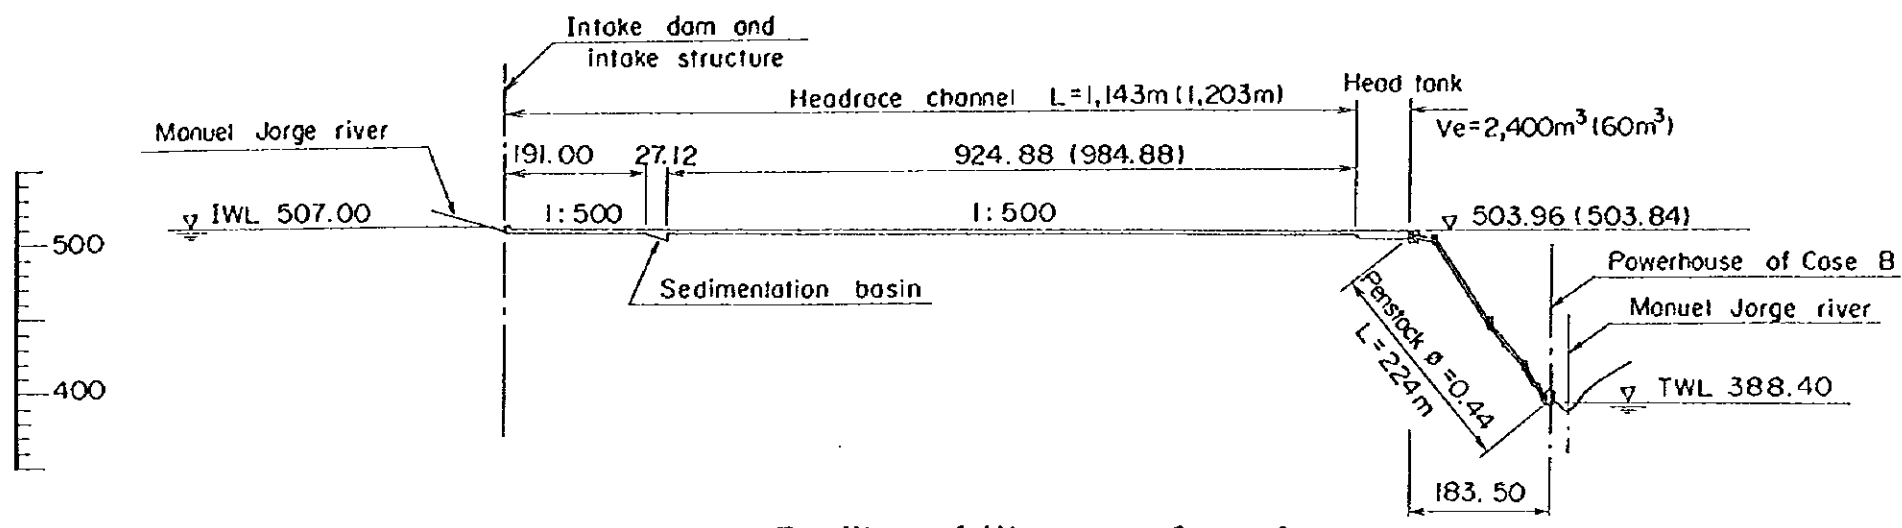 Intake dam and
intake structure
Headrace channel L=1,143m (1,203m)
Head tank
Ve=2,400m³(60m³)
Manuel Jorge river
191.00 27.12 924.88 (984.88)
IWL 507.00 1:500 1:500 503.96 (503.84)
500
Sedimentation basin
Powerhouse of Case B
Manuel Jorge river
Penstock ø =0.44
L=224m
400
TWL 388.40
183.50